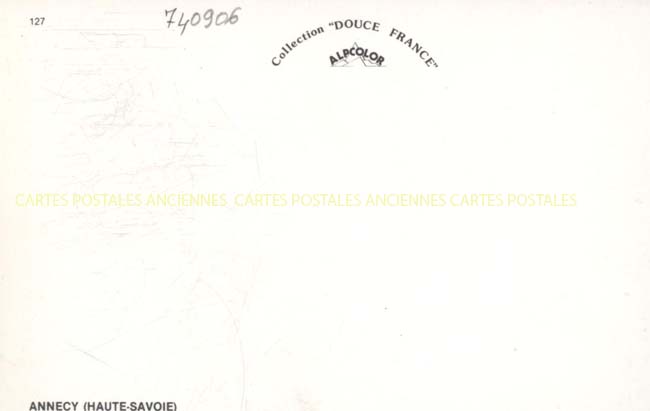 127
740906
Collection "DOUCE FRANCE"
ALPCOLOR
CARTES POSTALES ANCIENNES CARTES POSTALES ANCIENNES CARTES POSTALES
ANNECY (HAUTE-SAVOIE)